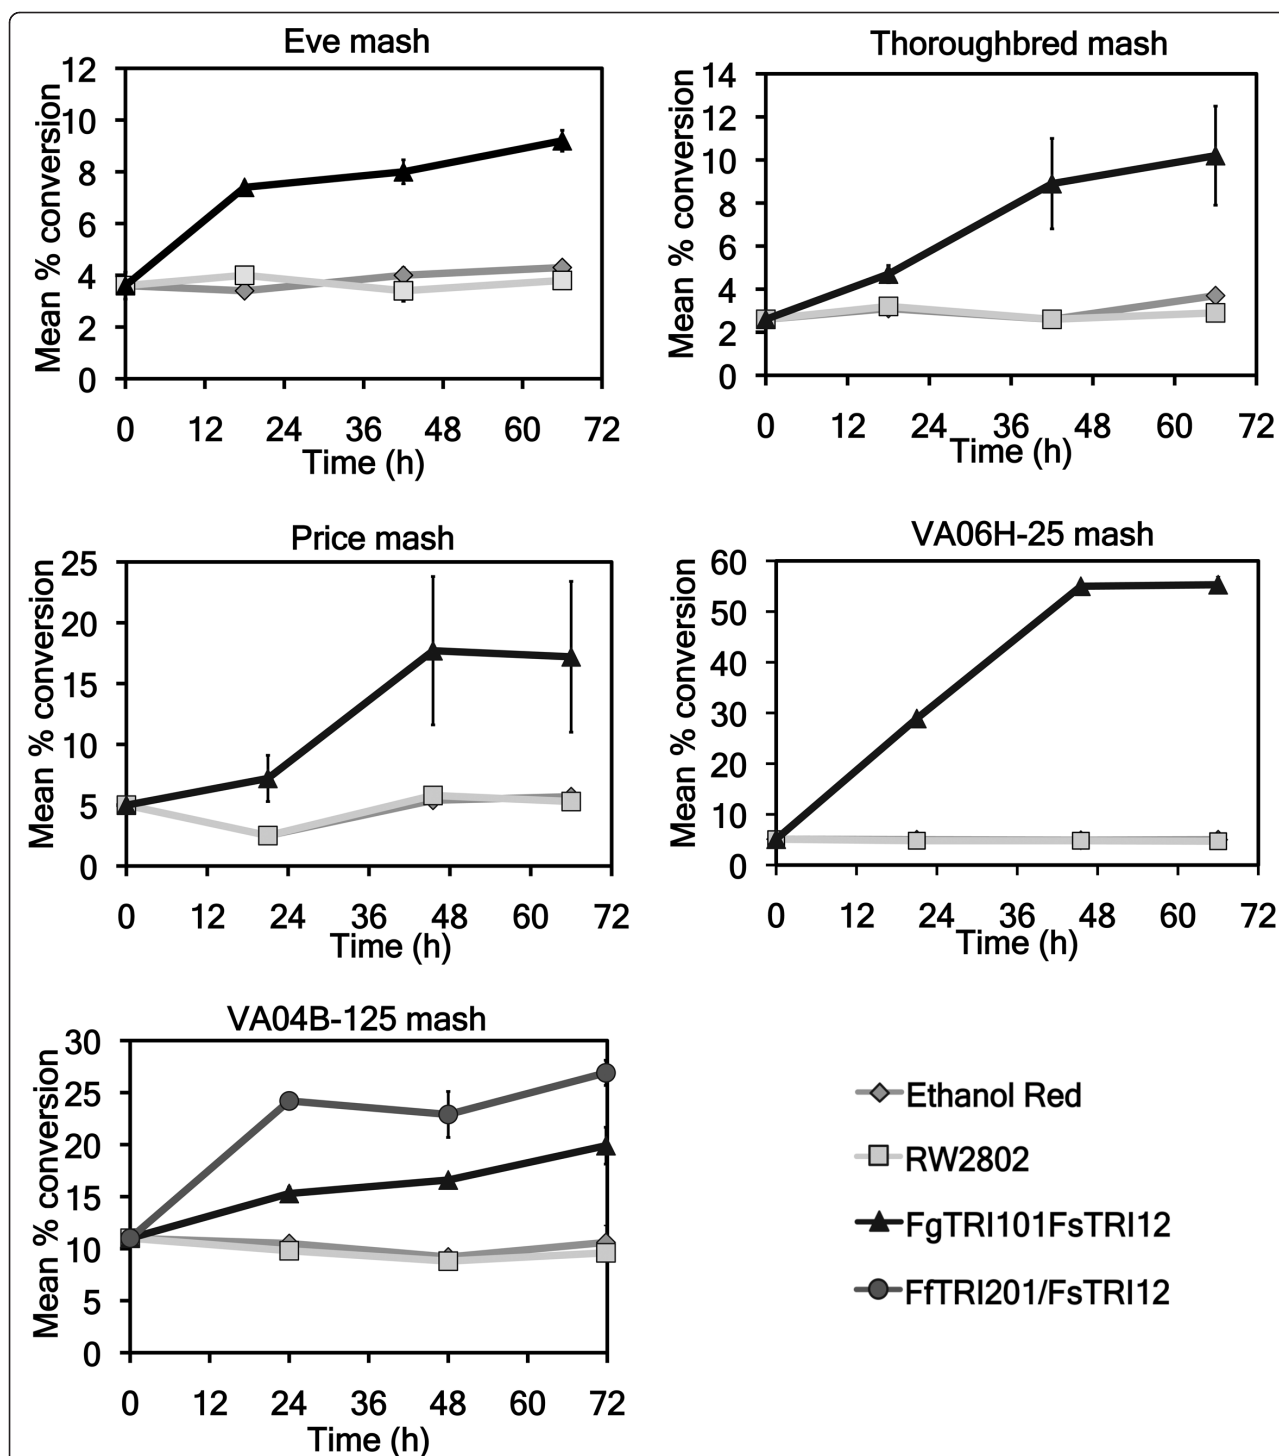 Eve mash
Mean % conversion
12
10
8
6
4
2
0
0 12 24 36 48 60 72
Time (h)
Thoroughbred mash
Mean % conversion
14
12
10
8
6
4
2
0
0 12 24 36 48 60 72
Time (h)
Price mash
Mean % conversion
25
20
15
10
5
0
0 12 24 36 48 60 72
Time (h)
VA06H-25 mash
Mean % conversion
60
50
40
30
20
10
0
0 12 24 36 48 60 72
Time (h)
VA04B-125 mash
Mean % conversion
30
25
20
15
10
5
0
0 12 24 36 48 60 72
Time (h)
Ethanol Red
RW2802
FgTRI101FsTRI12
FfTRI201/FsTRI12